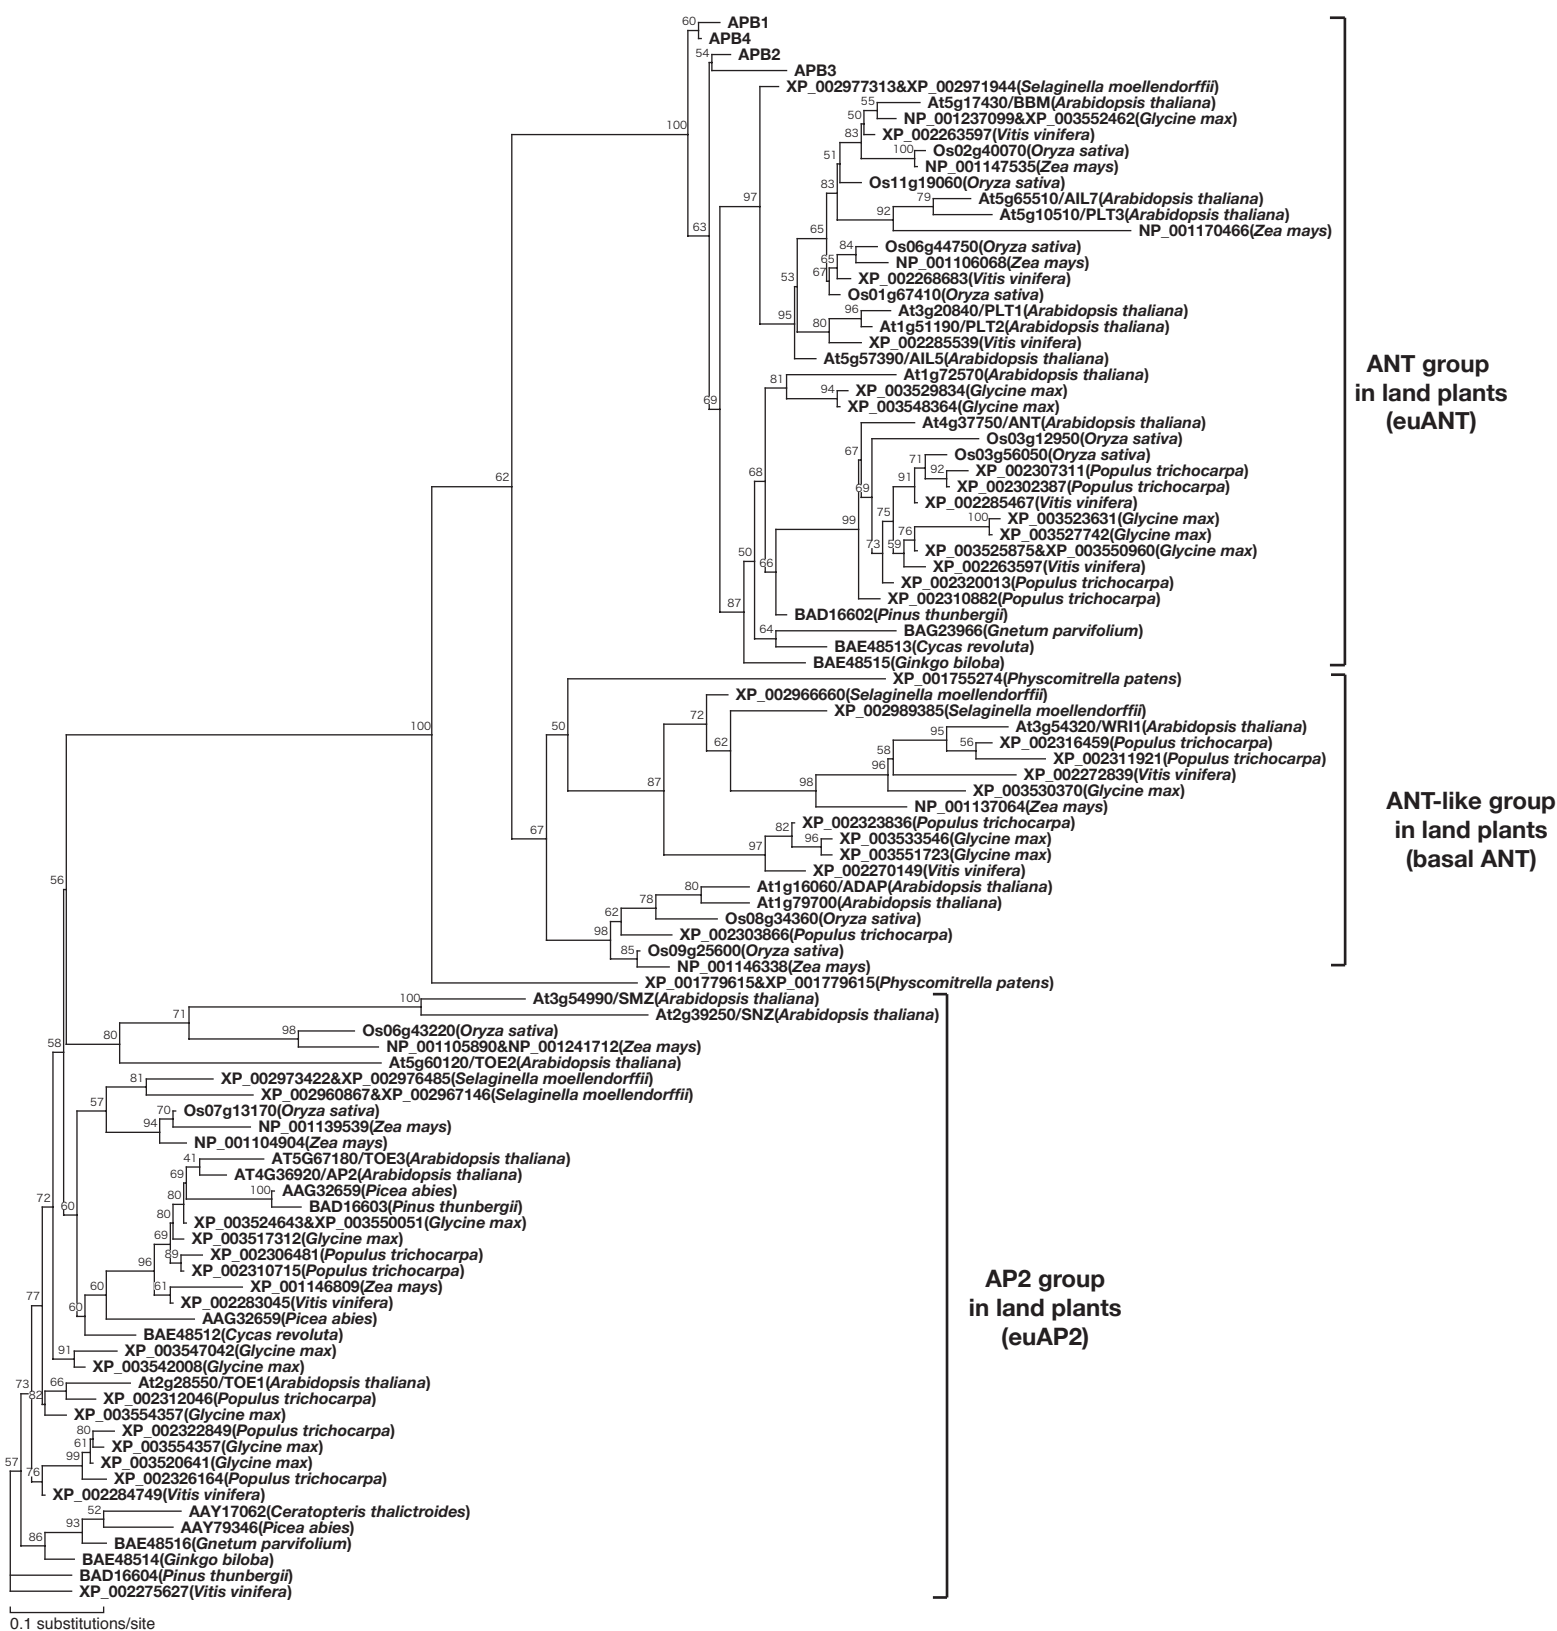 60
APB1
APB4
54
APB2
APB3
XP_002977313&XP_002971944(Selaginella moellendorffii)
55
At5g17430/BBM(Arabidopsis thaliana)
50
NP_001237099&XP_003552462(Glycine max)
100
83
XP_002263597(Vitis vinifera)
100
Os02g40070(Oryza sativa)
51
NP_001147535(Zea mays)
83
Os11g19060(Oryza sativa)
97
79
At5g65510/AIL7(Arabidopsis thaliana)
92
At5g10510/PLT3(Arabidopsis thaliana)
63
65
NP_001170466(Zea mays)
84
Os06g44750(Oryza sativa)
65
NP_001106068(Zea mays)
53
67
XP_002268683(Vitis vinifera)
Os01g67410(Oryza sativa)
96
At3g20840/PLT1(Arabidopsis thaliana)
95
80
At1g51190/PLT2(Arabidopsis thaliana)
XP_002285539(Vitis vinifera)
At5g57390/AIL5(Arabidopsis thaliana)
81
At1g72570(Arabidopsis thaliana)
94
XP_003529834(Glycine max)
69
XP_003548364(Glycine max)
ANT group
in land plants
(euANT)
At4g37750/ANT(Arabidopsis thaliana)
67
Os03g12950(Oryza sativa)
71
Os03g56050(Oryza sativa)
62
68
91
92
XP_002307311(Populus trichocarpa)
69
XP_002302387(Populus trichocarpa)
XP_002285467(Vitis vinifera)
99
75
100
XP_003523631(Glycine max)
76
XP_003527742(Glycine max)
50
73
59
XP_003525875&XP_003550960(Glycine max)
66
XP_002263597(Vitis vinifera)
XP_002320013(Populus trichocarpa)
87
XP_002310882(Populus trichocarpa)
BAD16602(Pinus thunbergii)
64
BAG23966(Gnetum parvifolium)
BAE48513(Cycas revoluta)
BAE48515(Ginkgo biloba)
XP_001755274(Physcomitrella patens)
XP_002966660(Selaginella moellendorffii)
100
50
72
XP_002989385(Selaginella moellendorffii)
95
At3g54320/WRI1(Arabidopsis thaliana)
62
58
56
XP_002316459(Populus trichocarpa)
96
XP_002311921(Populus trichocarpa)
XP_002272839(Vitis vinifera)
87
98
XP_003530370(Glycine max)
NP_001137064(Zea mays)
ANT-like group
in land plants
(basal ANT)
67
82
XP_002323836(Populus trichocarpa)
96
XP_003533546(Glycine max)
97
XP_003551723(Glycine max)
XP_002270149(Vitis vinifera)
56
80
At1g16060/ADAP(Arabidopsis thaliana)
78
At1g79700(Arabidopsis thaliana)
62
Os08g34360(Oryza sativa)
98
XP_002303866(Populus trichocarpa)
85
Os09g25600(Oryza sativa)
NP_001146338(Zea mays)
XP_001779615&XP_001779615(Physcomitrella patens)
100
At3g54990/SMZ(Arabidopsis thaliana)
71
At2g39250/SNZ(Arabidopsis thaliana)
80
98
Os06g43220(Oryza sativa)
58
NP_001105890&NP_001241712(Zea mays)
At5g60120/TOE2(Arabidopsis thaliana)
81
XP_002973422&XP_002976485(Selaginella moellendorffii)
57
XP_002960867&XP_002967146(Selaginella moellendorffii)
70
Os07g13170(Oryza sativa)
94
NP_001139539(Zea mays)
NP_001104904(Zea mays)
41
AT5G67180/TOE3(Arabidopsis thaliana)
69
AT4G36920/AP2(Arabidopsis thaliana)
72
80
100
AAG32659(Picea abies)
60
80
BAD16603(Pinus thunbergii)
XP_003524643&XP_003550051(Glycine max)
69
XP_003517312(Glycine max)
96
89
XP_002306481(Populus trichocarpa)
XP_002310715(Populus trichocarpa)
60
61
XP_001146809(Zea mays)
77
60
XP_002283045(Vitis vinifera)
AAG32659(Picea abies)
BAE48512(Cycas revoluta)
AP2 group
in land plants
(euAP2)
91
XP_003547042(Glycine max)
XP_003542008(Glycine max)
73
82
66
At2g28550/TOE1(Arabidopsis thaliana)
XP_002312046(Populus trichocarpa)
XP_003554357(Glycine max)
80
XP_002322849(Populus trichocarpa)
61
XP_003554357(Glycine max)
57
99
XP_003520641(Glycine max)
76
XP_002326164(Populus trichocarpa)
XP_002284749(Vitis vinifera)
52
AAY17062(Ceratopteris thalictroides)
93
AAY79346(Picea abies)
86
BAE48516(Gnetum parvifolium)
BAE48514(Ginkgo biloba)
BAD16604(Pinus thunbergii)
XP_002275627(Vitis vinifera)
0.1 substitutions/site